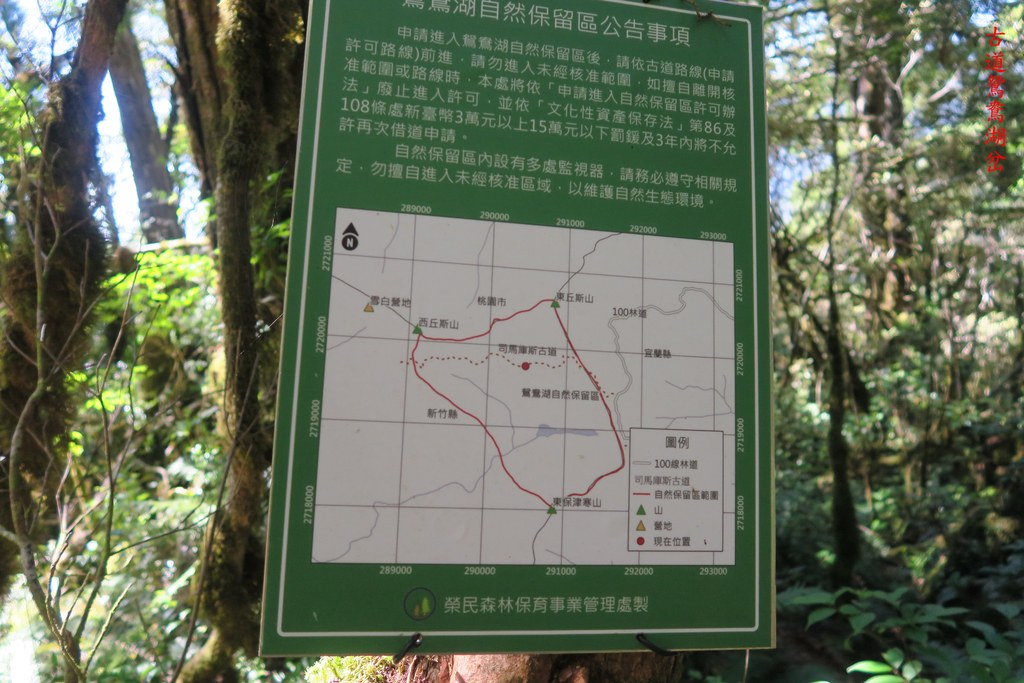 鴛鴦湖自然保留區公告事項
申請進入鴛鴦湖自然保留區後，請依古道路線(申請
許可路線)前進，請勿進入未經核准範圍，如擅自離開核
准範圍或路線時，本處將依「申請進入自然保留區許可辦
法」廢止進入許可，並依「文化性資產保存法」第86及
108條處新臺幣3萬元以上15萬元以下罰鍰及3年內將不允
許再次借道申請。
自然保留區內設有多處監視器，請務必遵守相關規
定，勿擅自進入未經核准區域，以維護自然生態環境。
289000 290000 291000 292000 293000
2721000
2720000
2719000
2718000
2721000
2720000
2719000
2718000
N
雪白營地
桃園市
東丘斯山
西丘斯山
100林道
司馬庫斯古道
宜蘭縣
鴛鴦湖自然保留區
新竹縣
東保津寒山
圖例
100線林道
司馬庫斯古道
自然保留區範圍
山
營地
現在位置
289000 290000 291000 292000 293000
榮民森林保育事業管理處製
古道鴛鴦湖岔